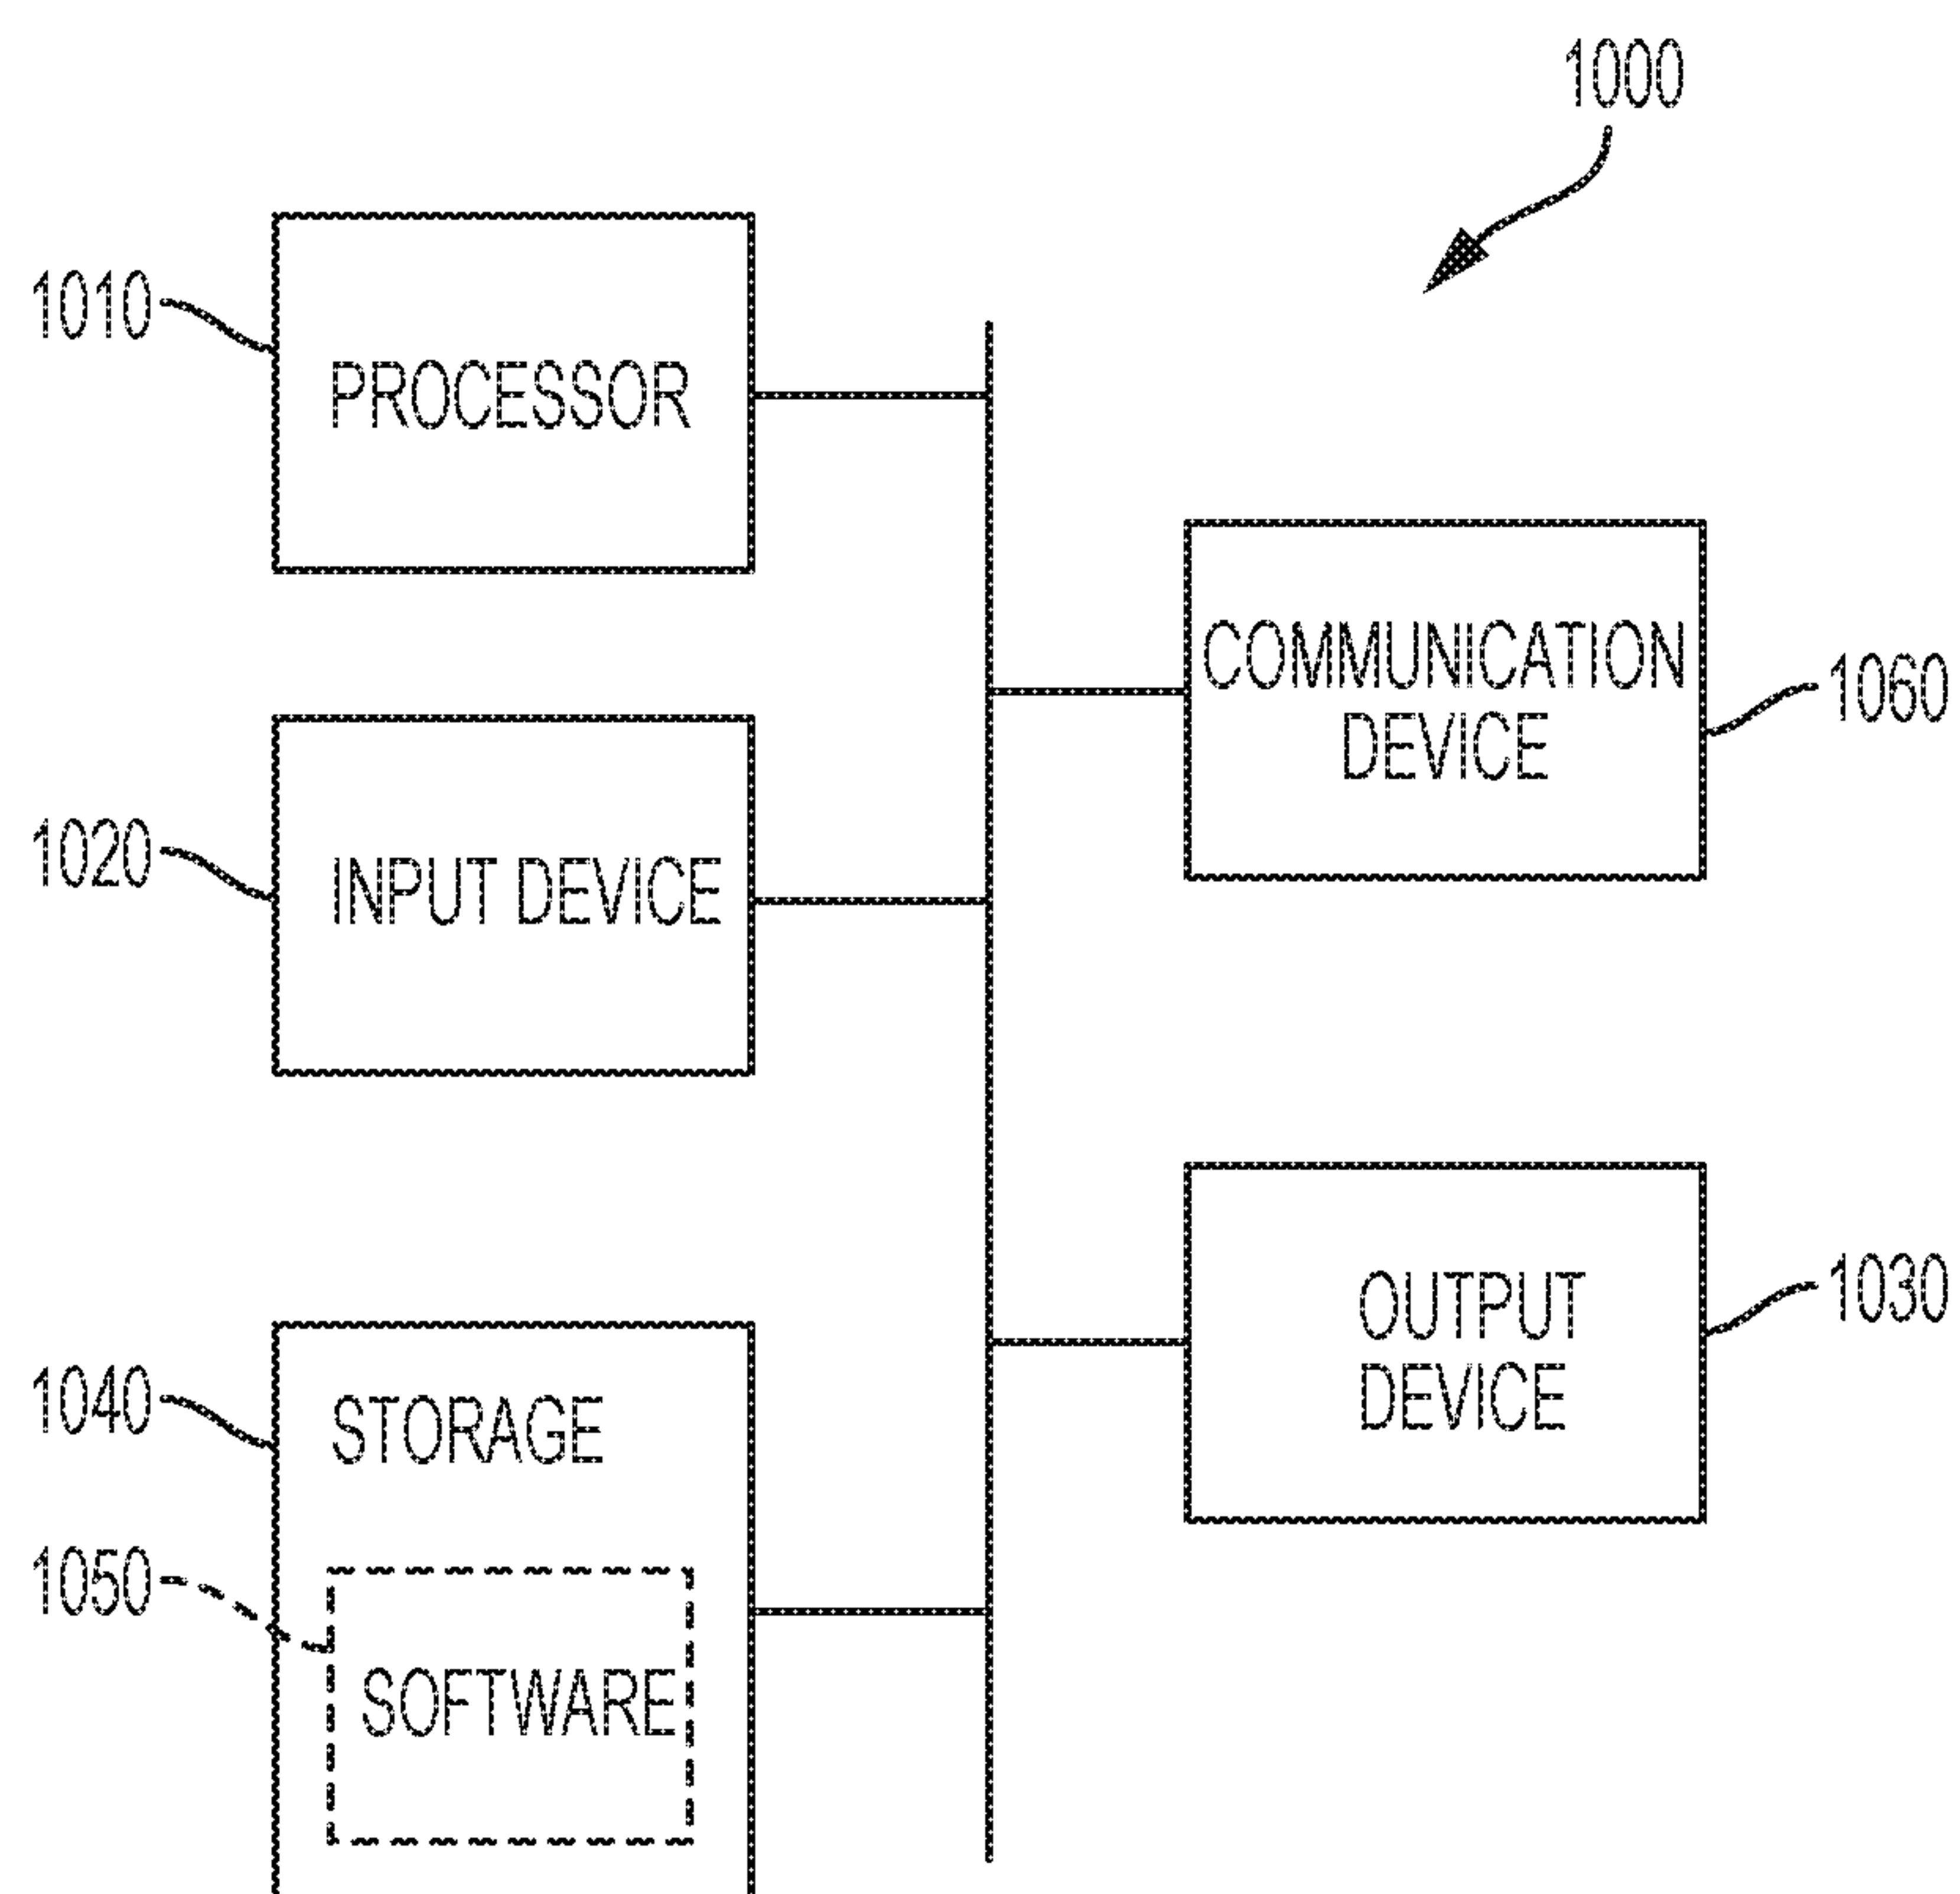 1000
1010
PROCESSOR
COMMUNICATION
DEVICE
1060
1020
INPUT DEVICE
OUTPUT
DEVICE
1030
1040
STORAGE
1050
SOFTWARE